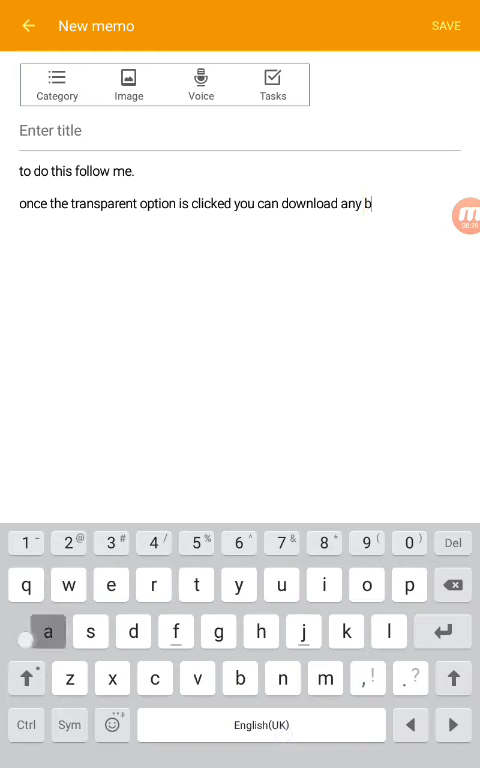 New memo
SAVE
Category
Image
Voice
Tasks
Enter title
to do this follow me.
once the transparent option is clicked you can download any b
08:30
1 - 2 @ 3 # 4 / 5 % 6 ^ 7 & 8 * 9 ( 0 ) Del
q w e r t y u i o p
a s d f g h j k l
z x c v b n m , ! . ?
Ctrl Sym English(UK)